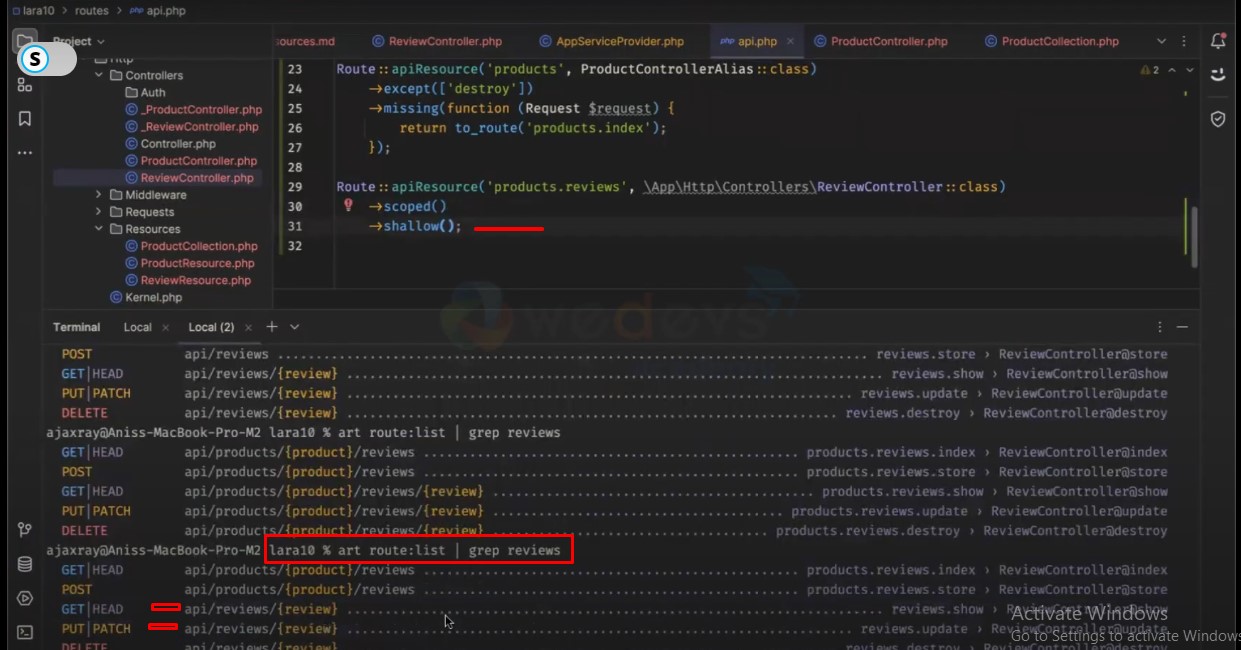 lara10 > routes > php api.php
Project
ources.md
ReviewController.php
AppServiceProvider.php
php api.php
ProductController.php
ProductCollection.php
S
Http
Controllers
Auth
_ProductController.php
_ReviewController.php
Controller.php
ProductController.php
ReviewController.php
Middleware
Requests
Resources
ProductCollection.php
ProductResource.php
ReviewResource.php
Kernel.php
2
23 Route::apiResource('products', ProductControllerAlias::class)
24 ->except(['destroy'])
25 ->missing(function (Request $request) {
26 return to_route('products.index');
27 });
28
29 Route::apiResource('products.reviews', \App\Http\Controllers\ReviewController::class)
30 ->scoped()
31 ->shallow();
32
wedevs
Terminal Local × Local (2) × +
POST api/reviews ........ reviews.store › ReviewController@store
GET|HEAD api/reviews/{review} ........ reviews.show › ReviewController@show
PUT|PATCH api/reviews/{review} ........ reviews.update › ReviewController@update
DELETE api/reviews/{review} ........ reviews.destroy › ReviewController@destroy
ajaxray@Aniss-MacBook-Pro-M2 lara10 % art route:list | grep reviews
GET|HEAD api/products/{product}/reviews ........ products.reviews.index › ReviewController@index
POST api/products/{product}/reviews ........ products.reviews.store › ReviewController@store
GET|HEAD api/products/{product}/reviews/{review} ........ products.reviews.show › ReviewController@show
PUT|PATCH api/products/{product}/reviews/{review} ........ products.reviews.update › ReviewController@update
DELETE api/products/{product}/reviews/{review} ........ products.reviews.destroy › ReviewController@destroy
ajaxray@Aniss-MacBook-Pro-M2 lara10 % art route:list | grep reviews
GET|HEAD api/products/{product}/reviews ........ products.reviews.index › ReviewController@index
POST api/products/{product}/reviews ........ products.reviews.store › ReviewController@store
GET|HEAD api/reviews/{review} ........ reviews.show › ReviewController@show
PUT|PATCH api/reviews/{review} ........ reviews.update › ReviewController@update
DELETE api/reviews/{review} ........ reviews.destroy › ReviewController@destroy
Activate Windows
Go to Settings to activate Windows